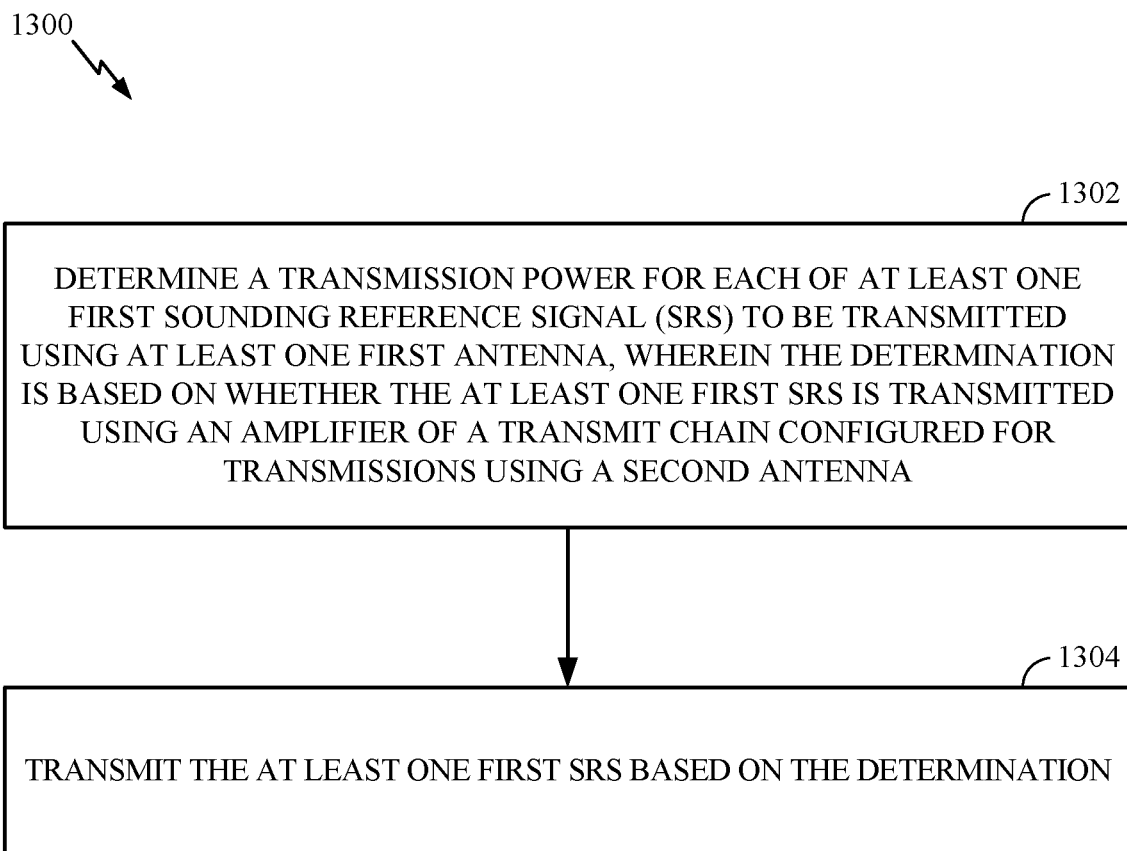 1300
1302
DETERMINE A TRANSMISSION POWER FOR EACH OF AT LEAST ONE
FIRST SOUNDING REFERENCE SIGNAL (SRS) TO BE TRANSMITTED
USING AT LEAST ONE FIRST ANTENNA, WHEREIN THE DETERMINATION
IS BASED ON WHETHER THE AT LEAST ONE FIRST SRS IS TRANSMITTED
USING AN AMPLIFIER OF A TRANSMIT CHAIN CONFIGURED FOR
TRANSMISSIONS USING A SECOND ANTENNA
1304
TRANSMIT THE AT LEAST ONE FIRST SRS BASED ON THE DETERMINATION